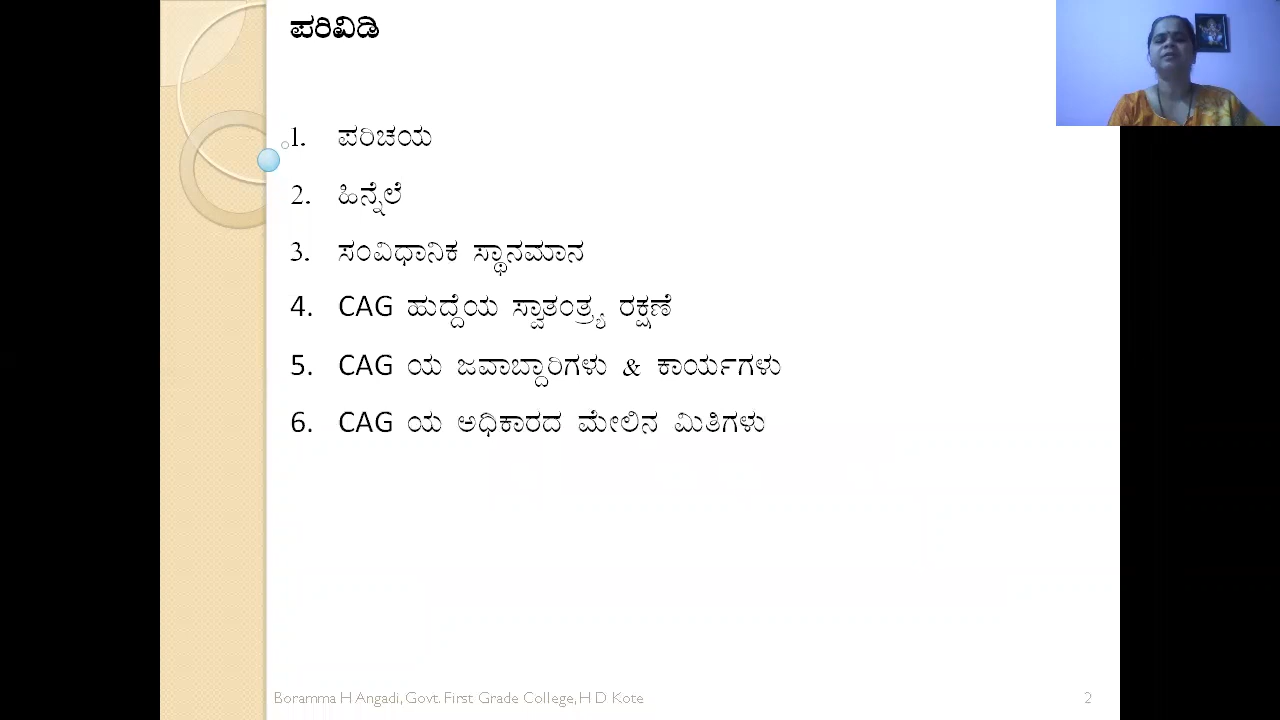 ಪರಿವಿಡಿ
1. ಪರಿಚಯ
2. ಹಿನ್ನೆಲೆ
3. ಸಂವಿಧಾನಿಕ ಸ್ಥಾನಮಾನ
4. CAG ಹುದ್ದೆಯ ಸ್ವಾತಂತ್ರ್ಯ ರಕ್ಷಣೆ
5. CAG ಯ ಜವಾಬ್ದಾರಿಗಳು & ಕಾರ್ಯಗಳು
6. CAG ಯ ಅಧಿಕಾರದ ಮೇಲಿನ ಮಿತಿಗಳು
Boramma H Angadi, Govt. First Grade College, H D Kote 2